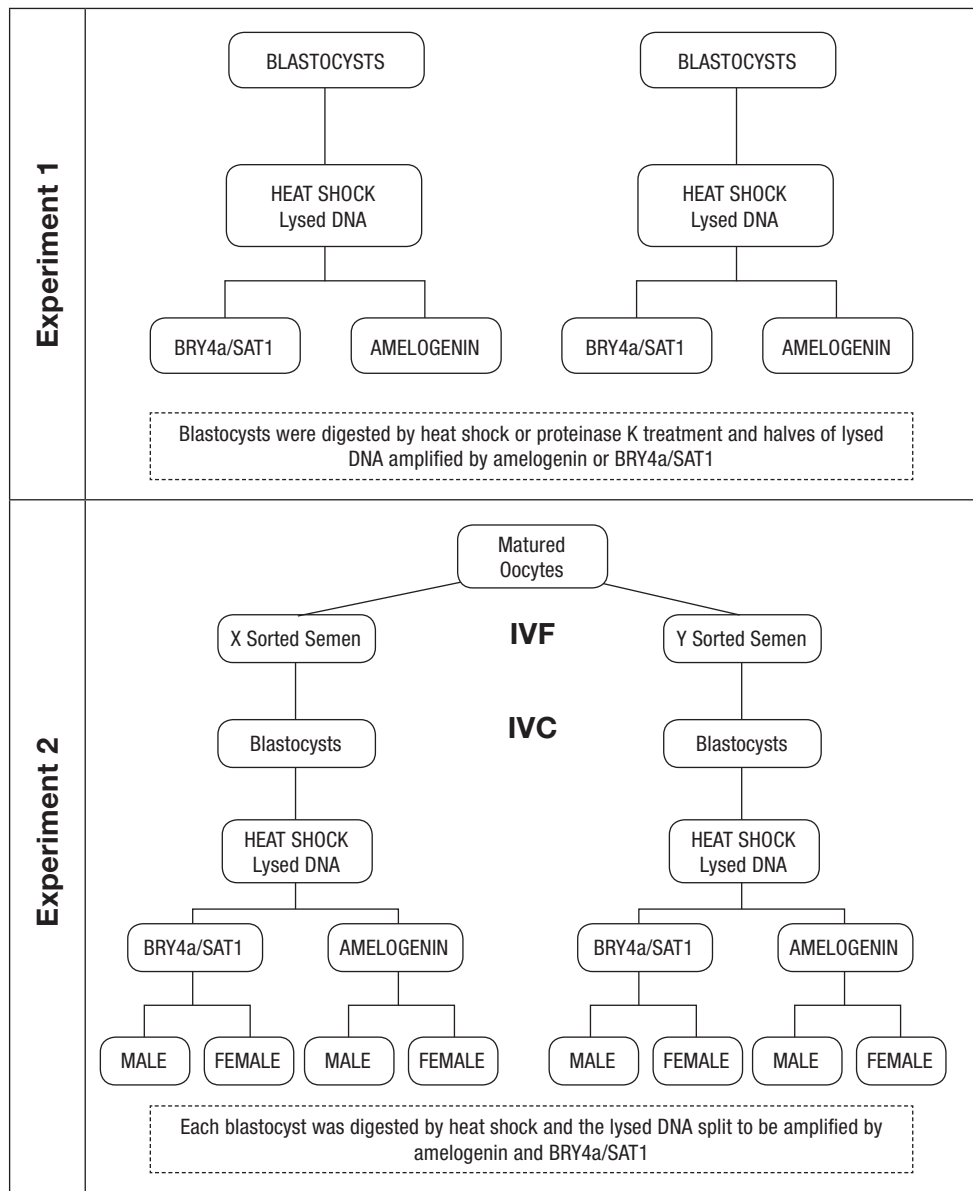 Experiment 1
BLASTOCYSTS
BLASTOCYSTS
HEAT SHOCK
Lysed DNA
HEAT SHOCK
Lysed DNA
BRY4a/SAT1
AMELOGENIN
BRY4a/SAT1
AMELOGENIN
Blastocysts were digested by heat shock or proteinase K treatment and halves of lysed
DNA amplified by amelogenin or BRY4a/SAT1
Experiment 2
Matured
Oocytes
X Sorted Semen
IVF
Y Sorted Semen
Blastocysts
IVC
Blastocysts
HEAT SHOCK
Lysed DNA
HEAT SHOCK
Lysed DNA
BRY4a/SAT1
AMELOGENIN
BRY4a/SAT1
AMELOGENIN
MALE
FEMALE
MALE
FEMALE
MALE
FEMALE
MALE
FEMALE
Each blastocyst was digested by heat shock and the lysed DNA split to be amplified by
amelogenin and BRY4a/SAT1